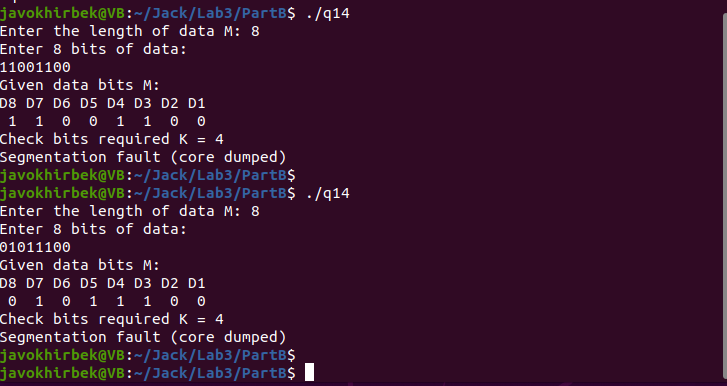 javokhirbek@VB:~/Jack/Lab3/PartB$ ./q14
Enter the length of data M: 8
Enter 8 bits of data:
11001100
Given data bits M:
D8 D7 D6 D5 D4 D3 D2 D1
 1  1  0  0  1  1  0  0
Check bits required K = 4
Segmentation fault (core dumped)
javokhirbek@VB:~/Jack/Lab3/PartB$
javokhirbek@VB:~/Jack/Lab3/PartB$ ./q14
Enter the length of data M: 8
Enter 8 bits of data:
01011100
Given data bits M:
D8 D7 D6 D5 D4 D3 D2 D1
 0  1  0  1  1  1  0  0
Check bits required K = 4
Segmentation fault (core dumped)
javokhirbek@VB:~/Jack/Lab3/PartB$
javokhirbek@VB:~/Jack/Lab3/PartB$